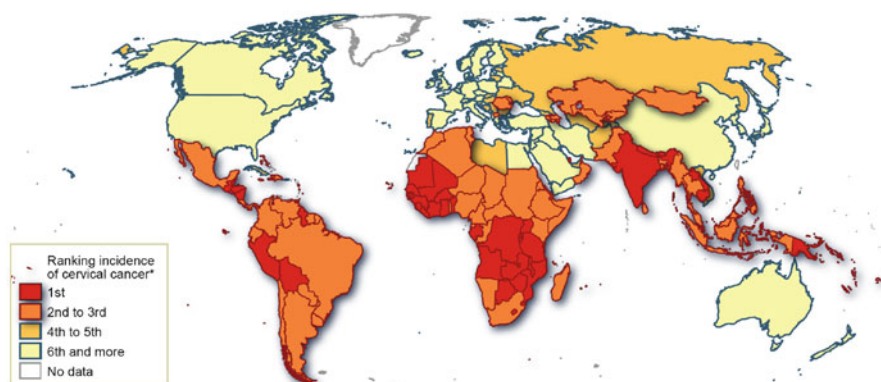 Ranking incidence
of cervical cancer*
1st
2nd to 3rd
4th to 5th
6th and more
No data